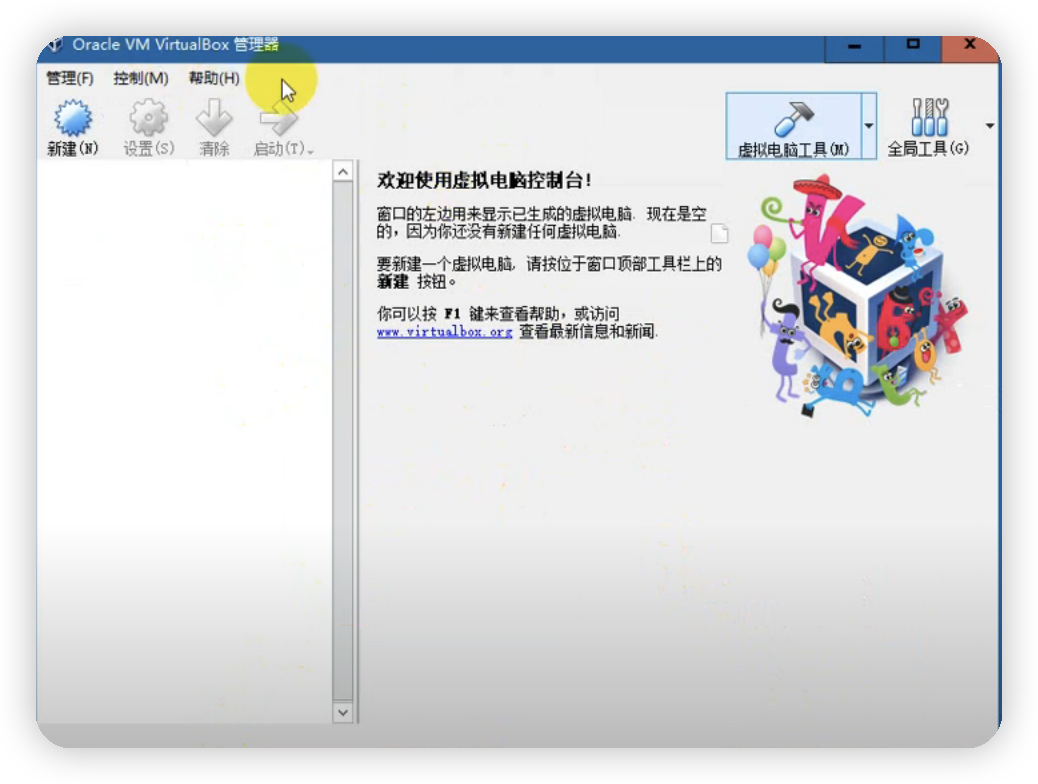 Oracle VM VirtualBox 管理器
管理(F) 控制(M) 帮助(H)
新建(N) 设置(S) 清除 启动(T) 虚拟电脑工具(M) 全局工具(G)
欢迎使用虚拟电脑控制台!
窗口的左边用来显示已生成的虚拟电脑. 现在是空
的，因为你还没有新建任何虚拟电脑.
要新建一个虚拟电脑, 请按位于窗口顶部工具栏上的
新建 按钮。
你可以按 F1 键来查看帮助，或访问
www.virtualbox.org 查看最新信息和新闻.